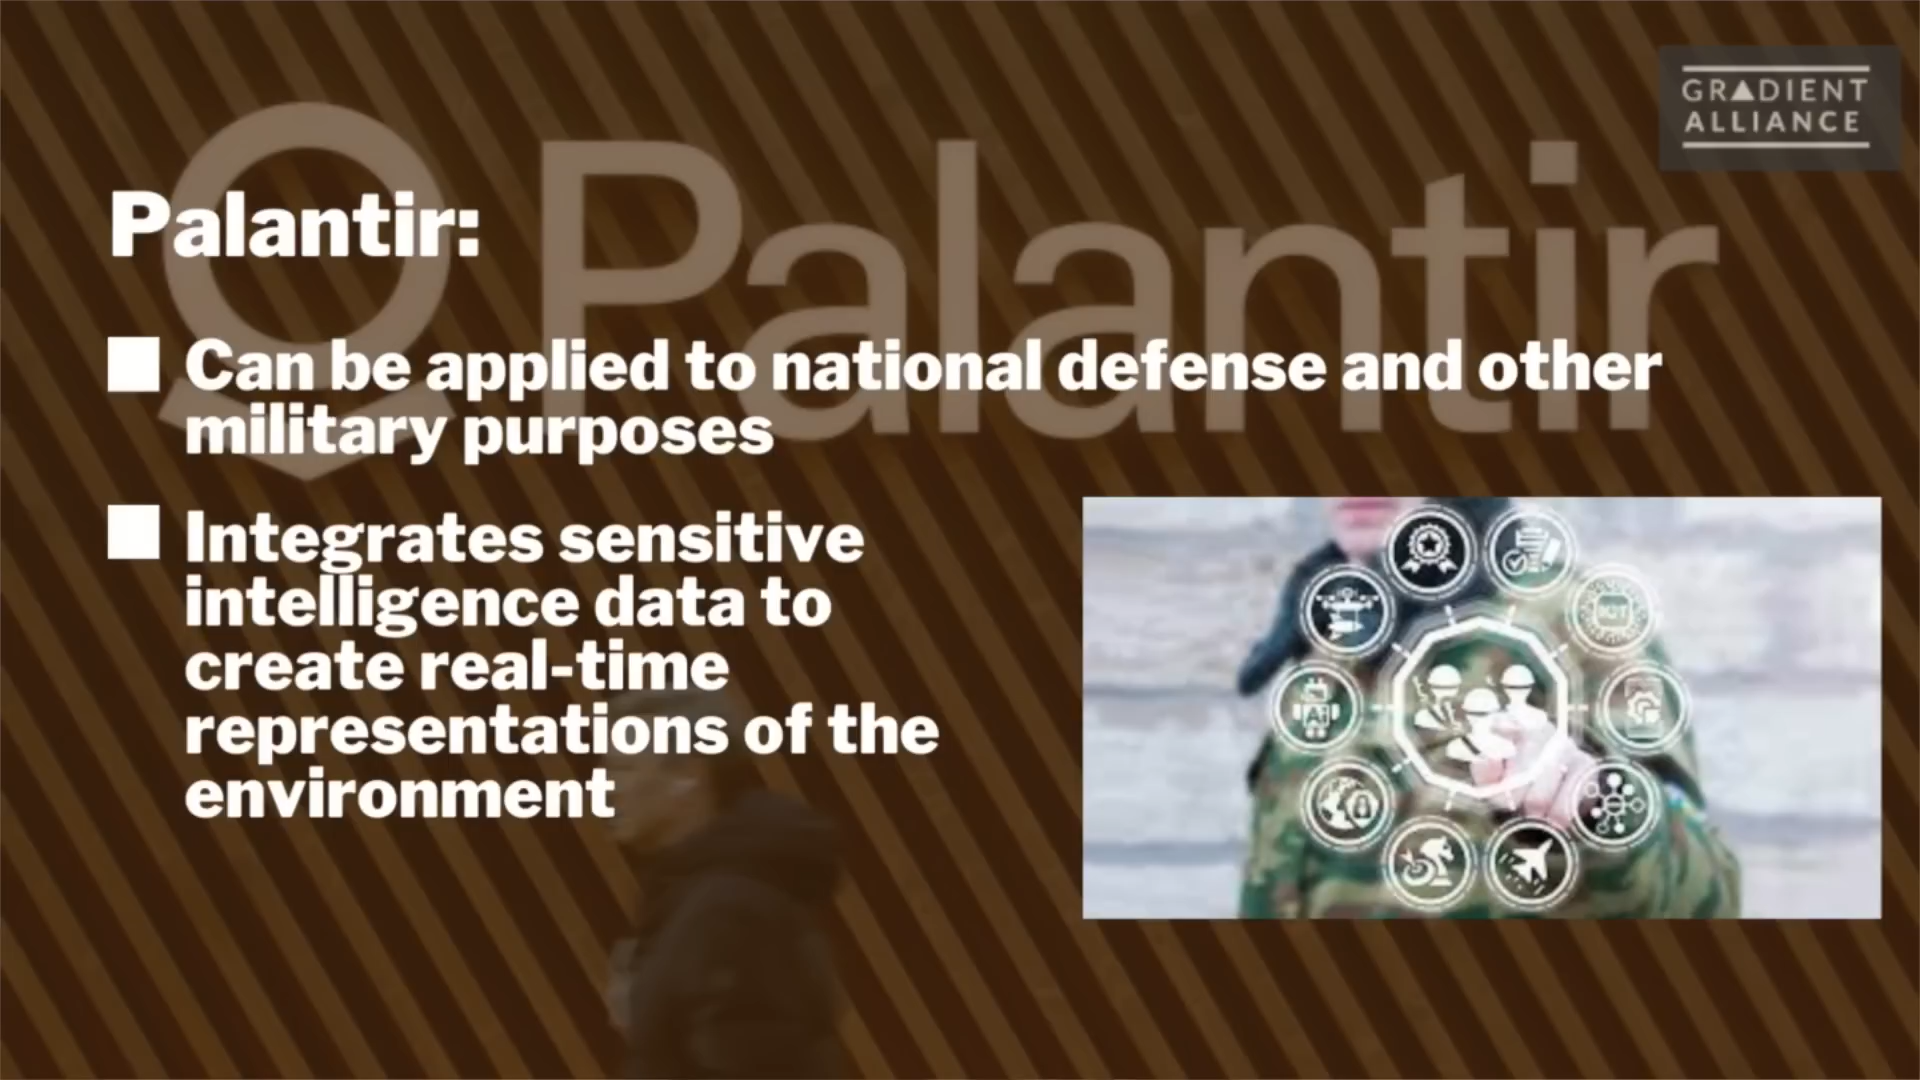 GRADIENT
ALLIANCE
Palantir
Palantir:
Can be applied to national defense and other
military purposes
Integrates sensitive
intelligence data to
create real-time
representations of the
environment
AI